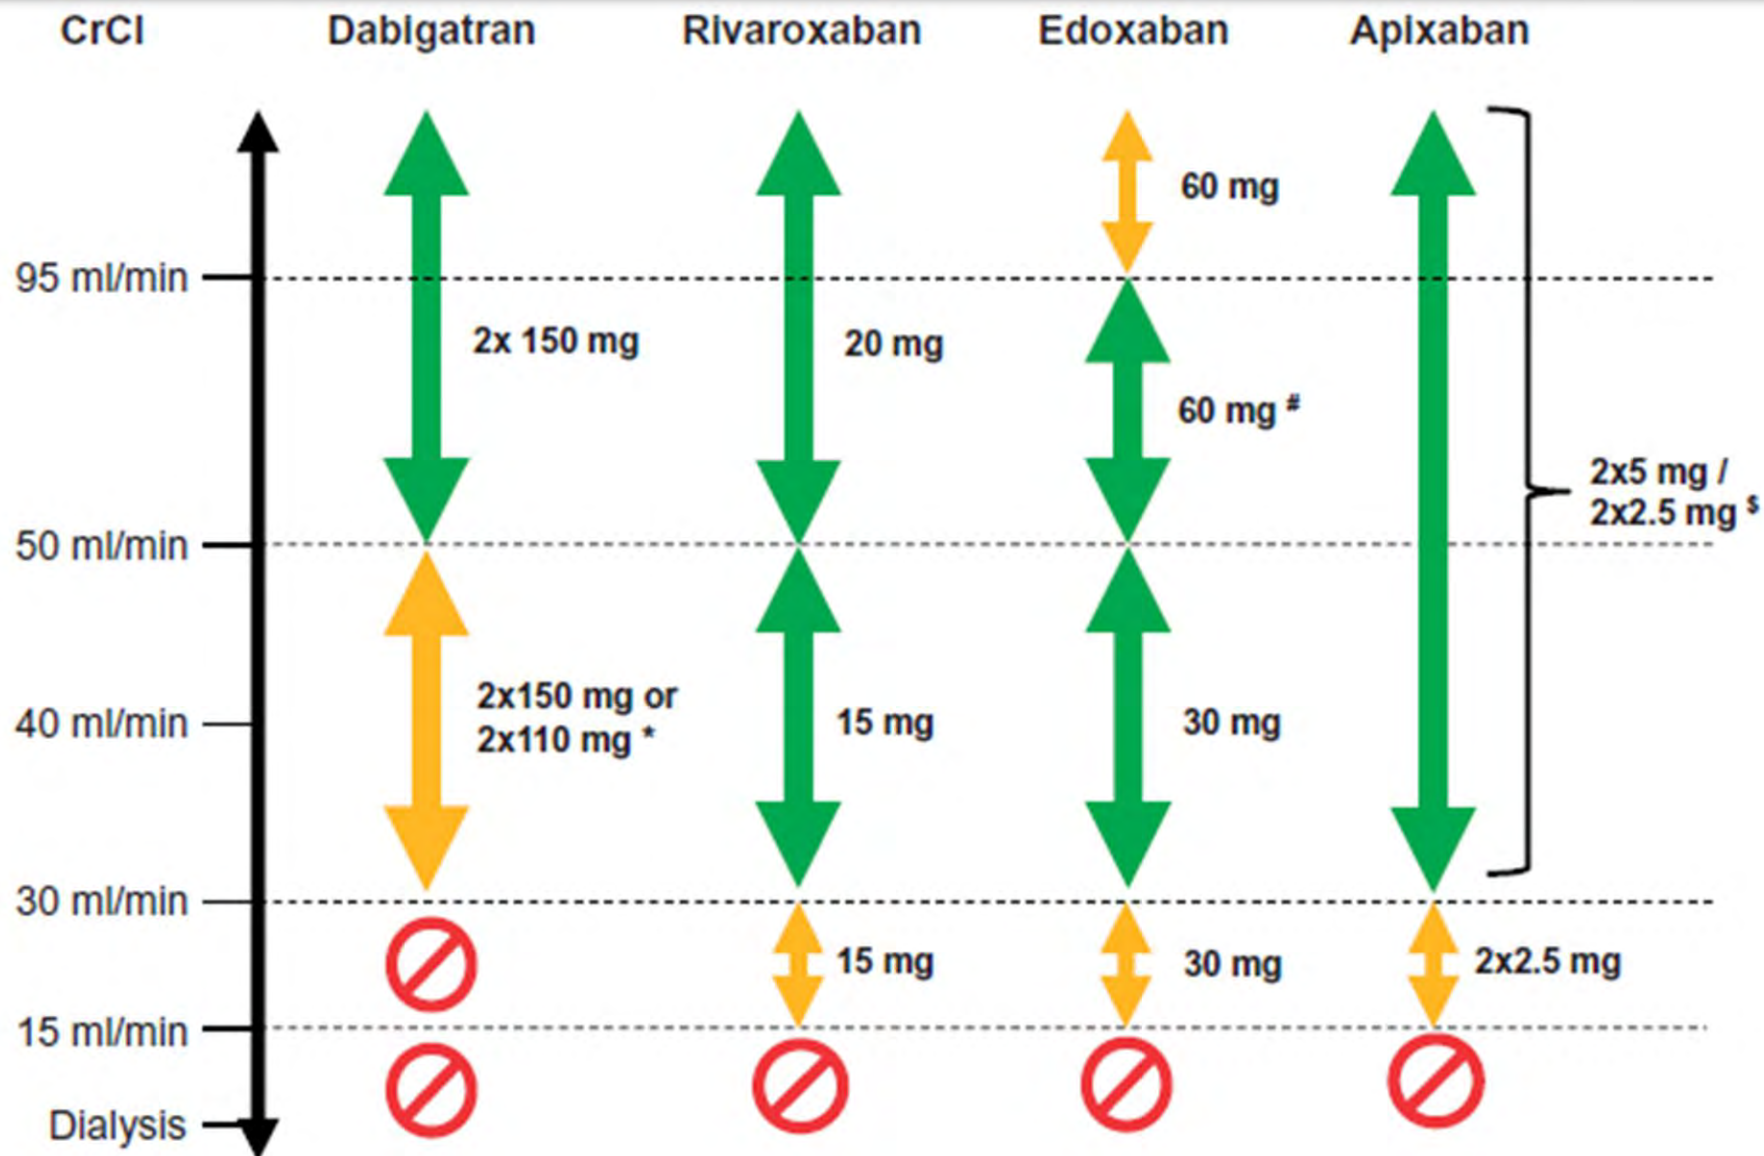 CrCl Dabigatran Rivaroxaban Edoxaban Apixaban
60 mg
95 ml/min
2x 150 mg 20 mg
60 mg #
2x5 mg /
2x2.5 mg $
50 ml/min
2x150 mg or
2x110 mg *
40 ml/min 15 mg 30 mg
30 ml/min
15 mg 30 mg 2x2.5 mg
15 ml/min
Dialysis